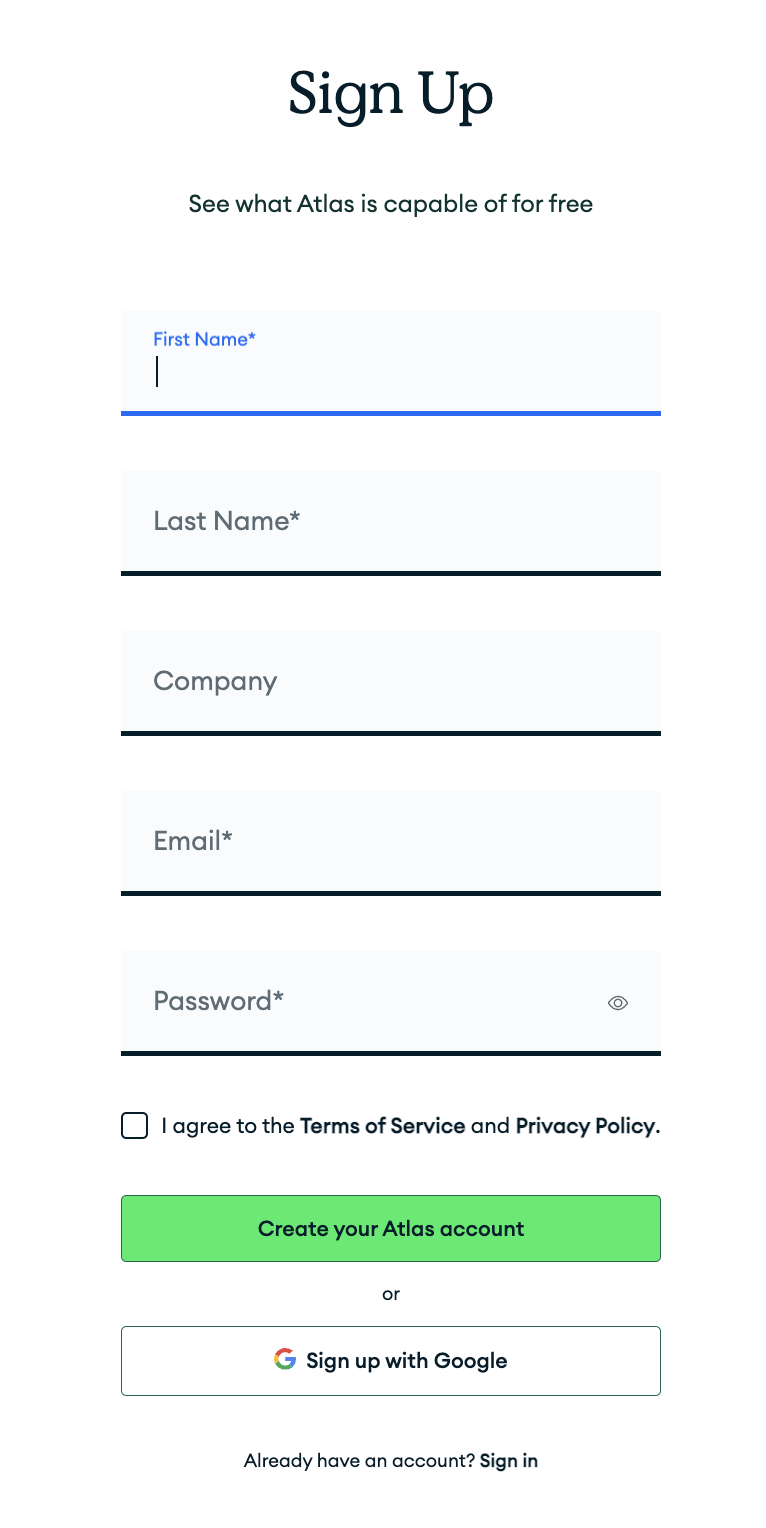 Sign Up
See what Atlas is capable of for free
First Name*
Last Name*
Company
Email*
Password*
I agree to the Terms of Service and Privacy Policy.
Create your Atlas account
or
Sign up with Google
Already have an account? Sign in